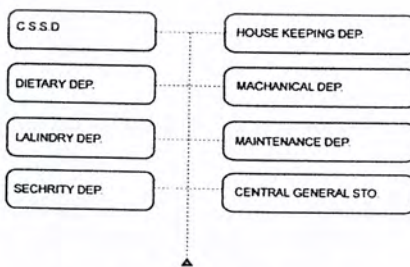 C S.S.D
HOUSE KEEPING DEP.
DIETARY DEP.
MACHANICAL DEP.
LALINDRY DEP.
MAINTENANCE DEP.
SECHRITY DEP.
CENTRAL GENERAL STO.